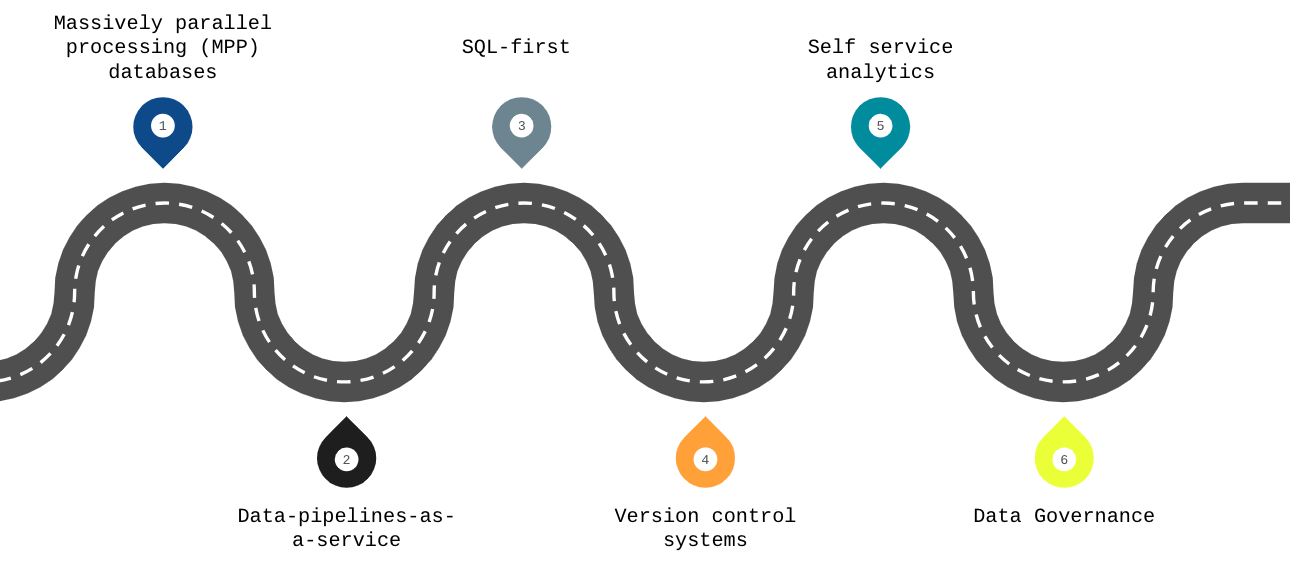 Massively parallel
processing (MPP)
databases
1
SQL-first
3
Self service
analytics
5
2
Data-pipelines-as-
a-service
4
Version control
systems
6
Data Governance